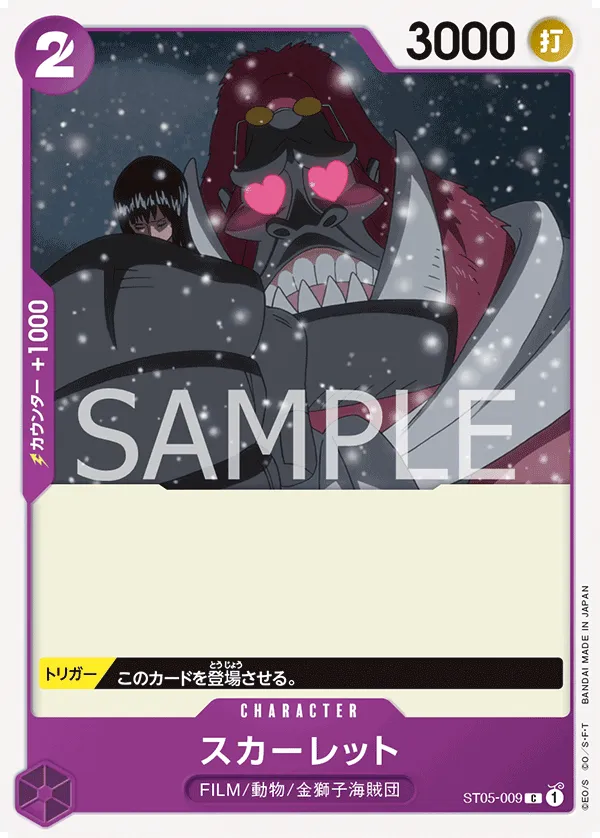 2
3000 打
カウンター +1000
SAMPLE
トリガー このカードを登場させる。
とうじょう
CHARACTER
スカーレット
FILM/動物/金獅子海賊団
ST05-009 C 1
©E0/S ©O/S・F・T BANDAI MADE IN JAPAN